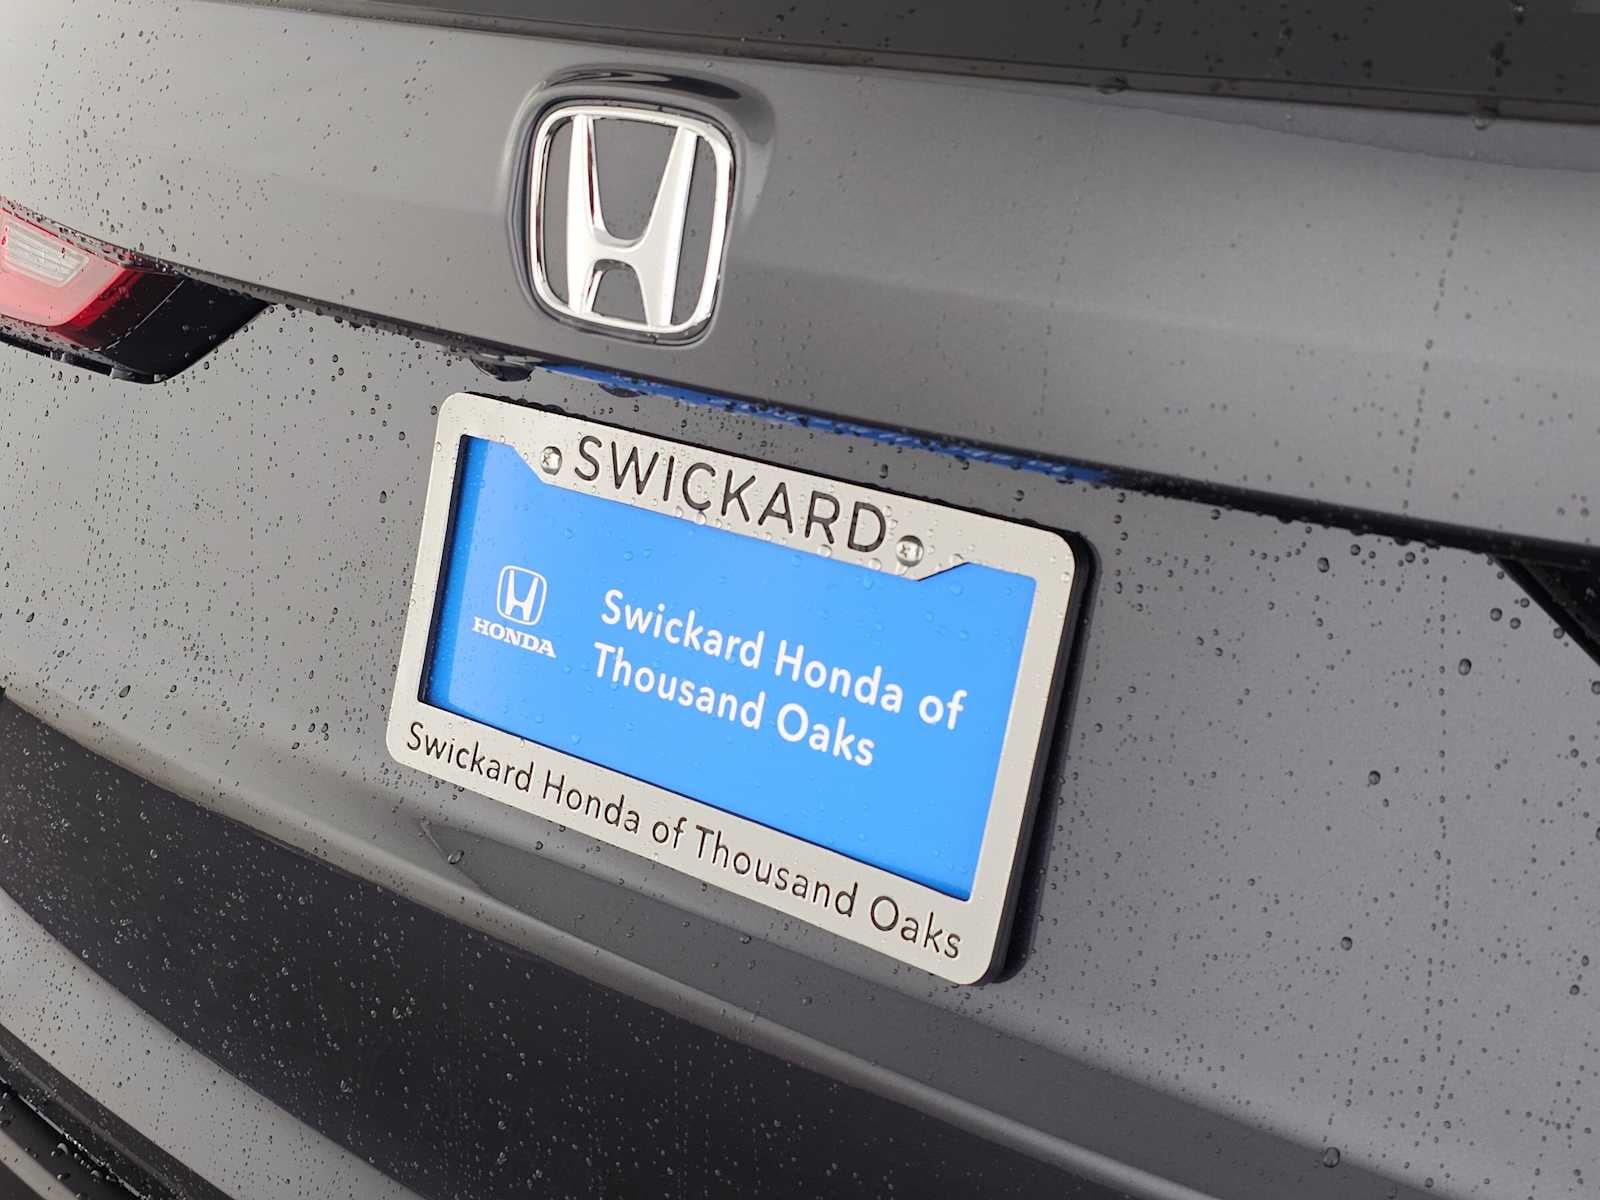 SWICKARD
HONDA
Swickard Honda of
Thousand Oaks
Swickard Honda of Thousand Oaks